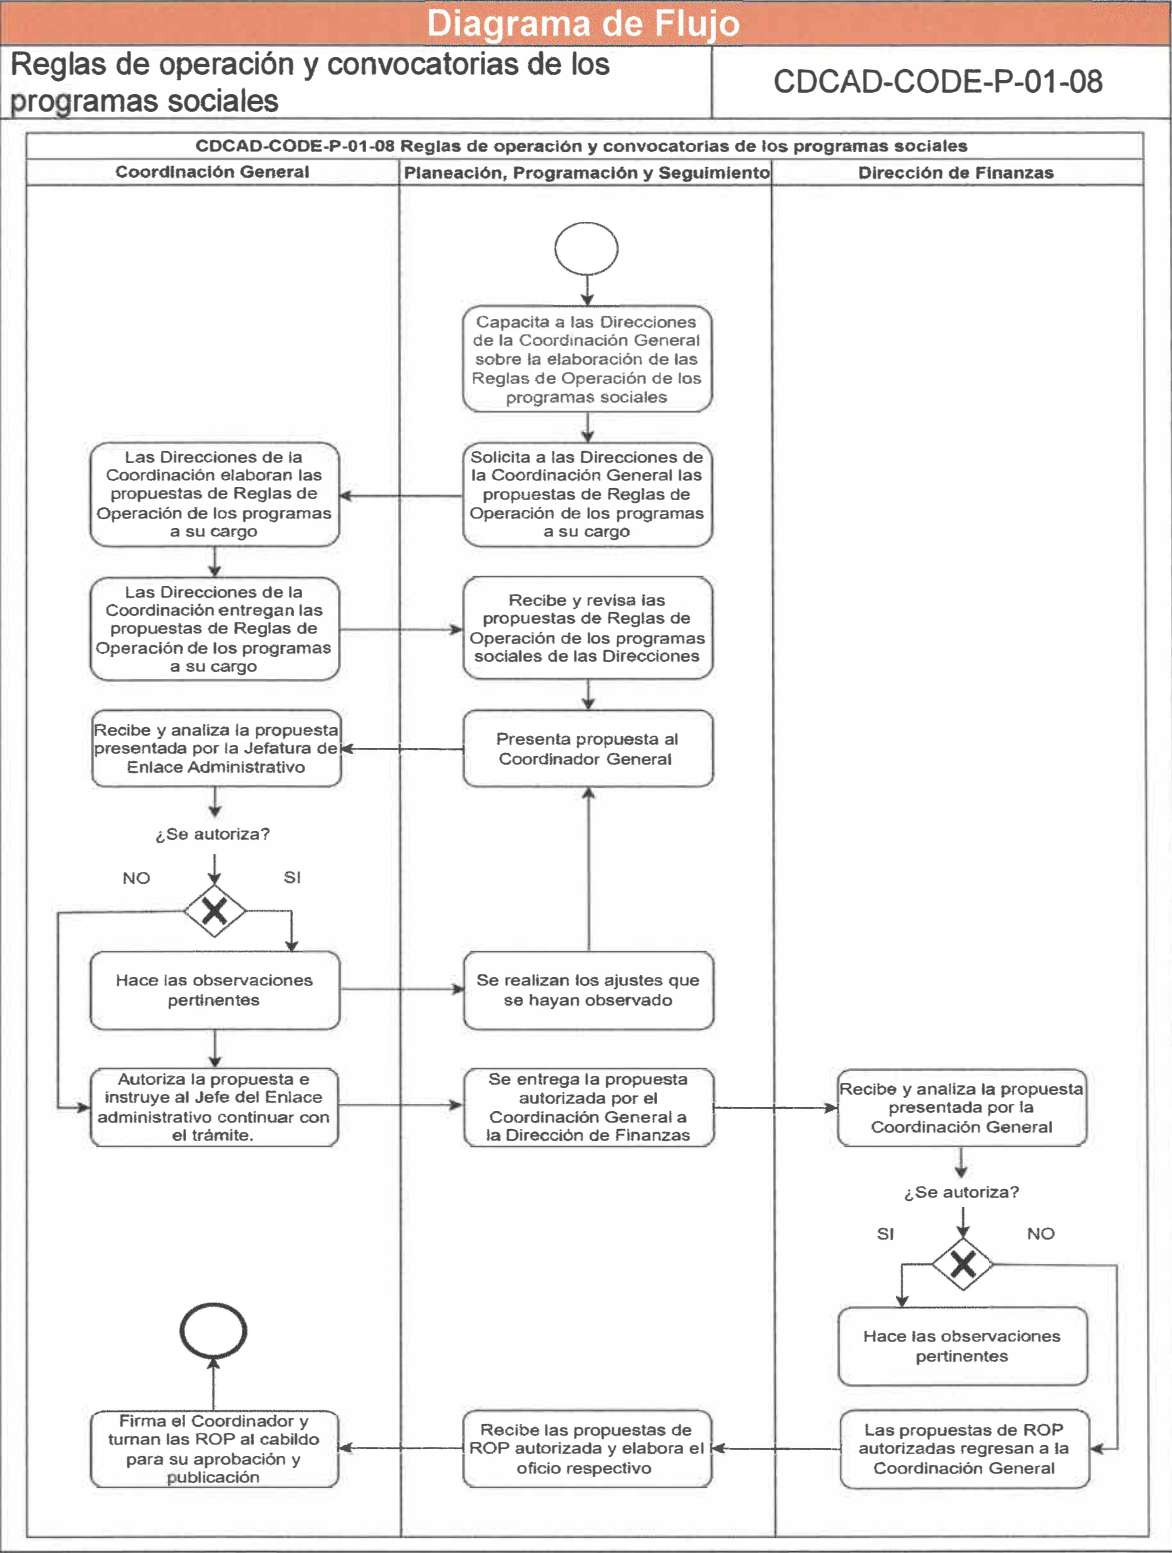 Diagrama de Flujo
Reglas de operación y convocatorias de los
programas sociales
CDCAD-CODE-P-01-08
CDCAD-CODE-P-01-08 Reglas de operación y convocatorias de los programas sociales
Coordinación General
Planeación, Programación y Seguimiento
Dirección de Finanzas
Capacita a las Direcciones
de la Coordinación General
sobre la elaboración de las
Reglas de Operación de los
programas sociales
Las Direcciones de la
Coordinación elaboran las
propuestas de Reglas de
Operación de los programas
a su cargo
Solicita a las Direcciones de
la Coordinación General las
propuestas de Reglas de
Operación de los programas
a su cargo
Las Direcciones de la
Coordinación entregan las
propuestas de Reglas de
Operación de los programas
a su cargo
Recibe y revisa las
propuestas de Reglas de
Operación de los programas
sociales de las Direcciones
Recibe y analiza la propuesta
presentada por la Jefatura de
Enlace Administrativo
Presenta propuesta al
Coordinador General
¿Se autoriza?
NO
SI
Hace las observaciones
pertinentes
Se realizan los ajustes que
se hayan observado
Autoriza la propuesta e
instruye al Jefe del Enlace
administrativo continuar con
el trámite.
Se entrega la propuesta
autorizada por el
Coordinación General a
la Dirección de Finanzas
Recibe y analiza la propuesta
presentada por la
Coordinación General
¿Se autoriza?
SI
NO
Hace las observaciones
pertinentes
Firma el Coordinador y
turnan las ROP al cabildo
para su aprobación y
publicación
Recibe las propuestas de
ROP autorizada y elabora el
oficio respectivo
Las propuestas de ROP
autorizadas regresan a la
Coordinación General